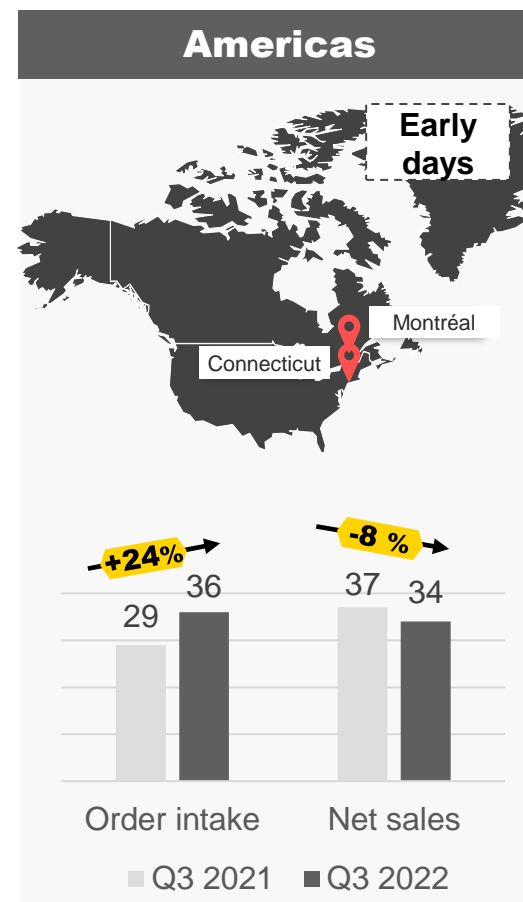 Americas
Early
days
Montréal
Connecticut
+24%
-8 %
29
36
37
34
Order intake
Net sales
Q3 2021
Q3 2022